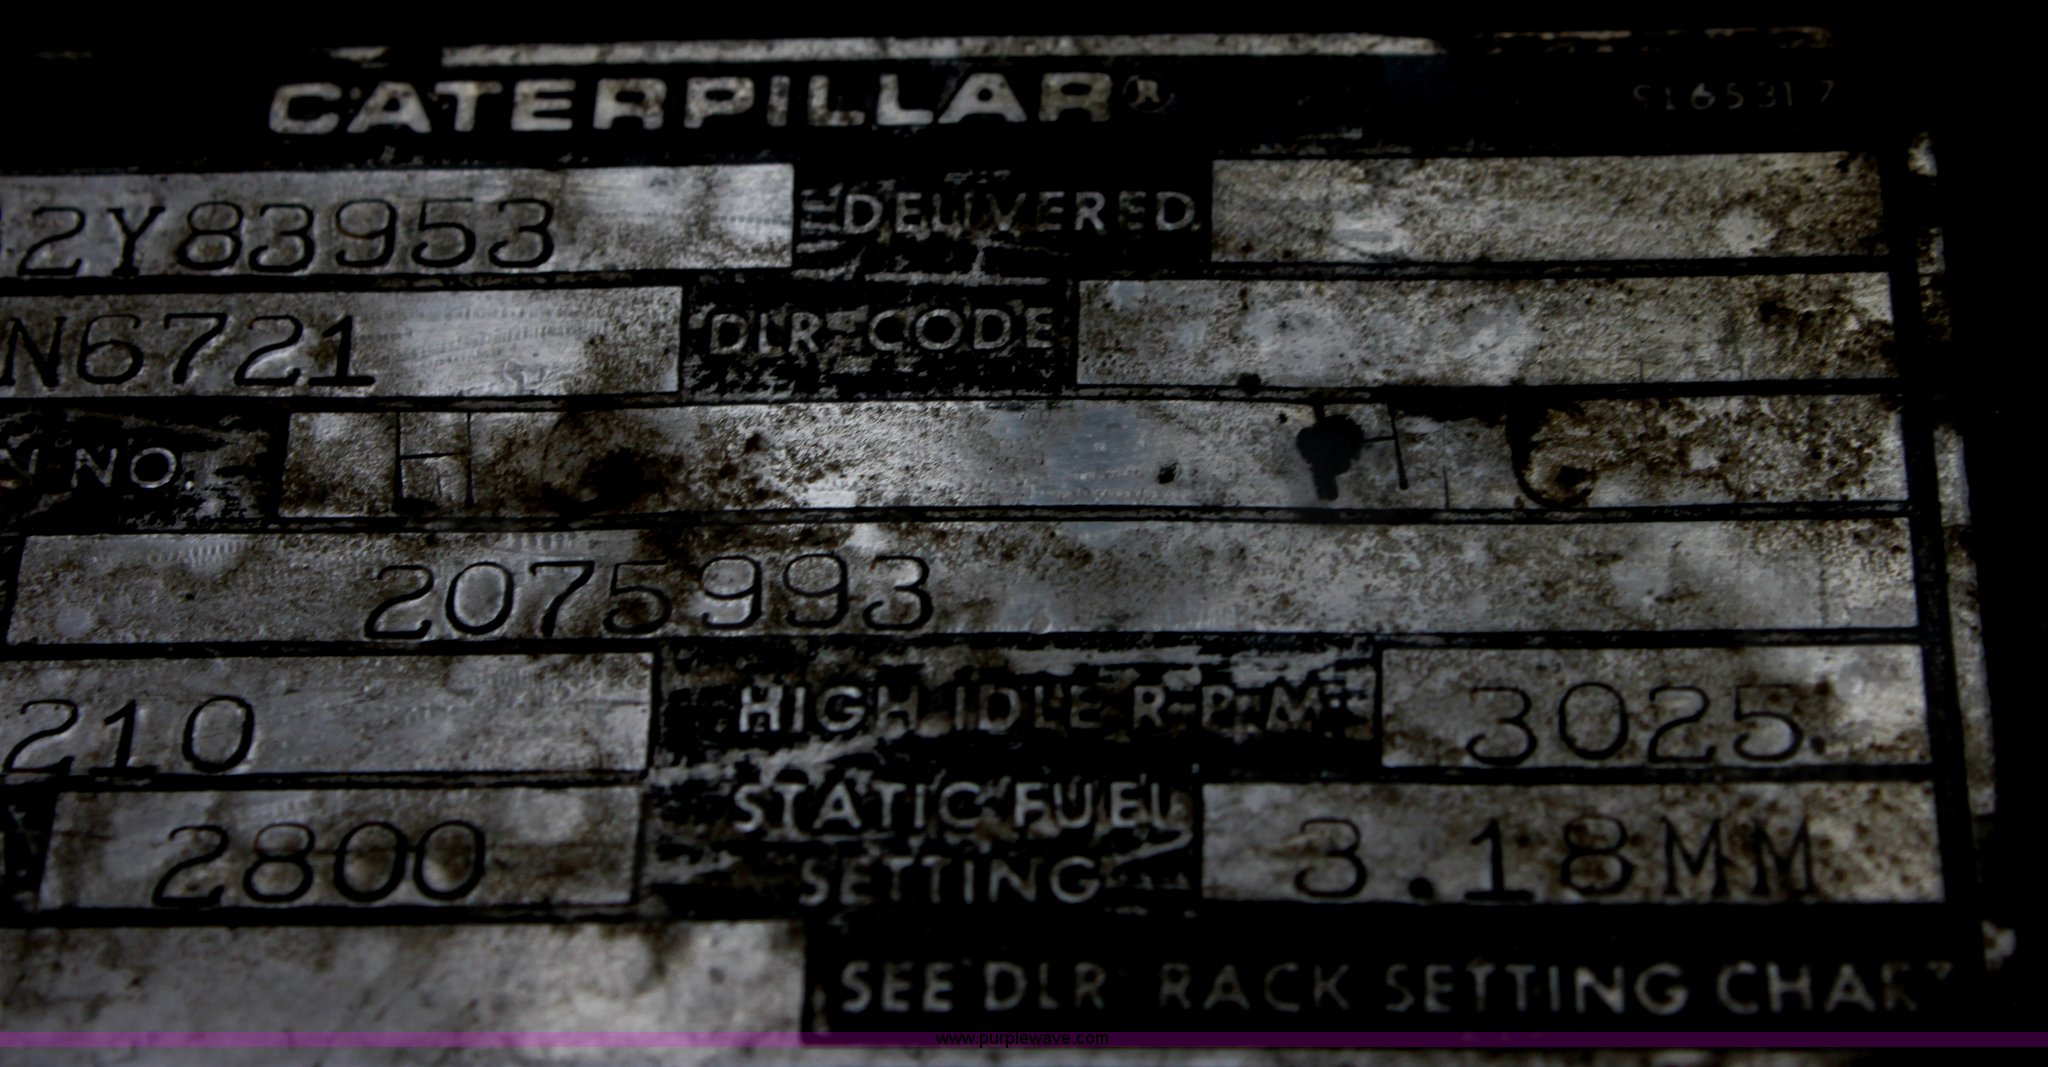 CATERPILLAR®
S165317
2Y83953 DELIVERED
N6721 DLR CODE
N NO. H
2075993
210 HIGH IDLE R.P.M. 3025
2800 STATIC FUEL SETTING 3.18MM
SEE DLR RACK SETTING CHART
www.purplewave.com